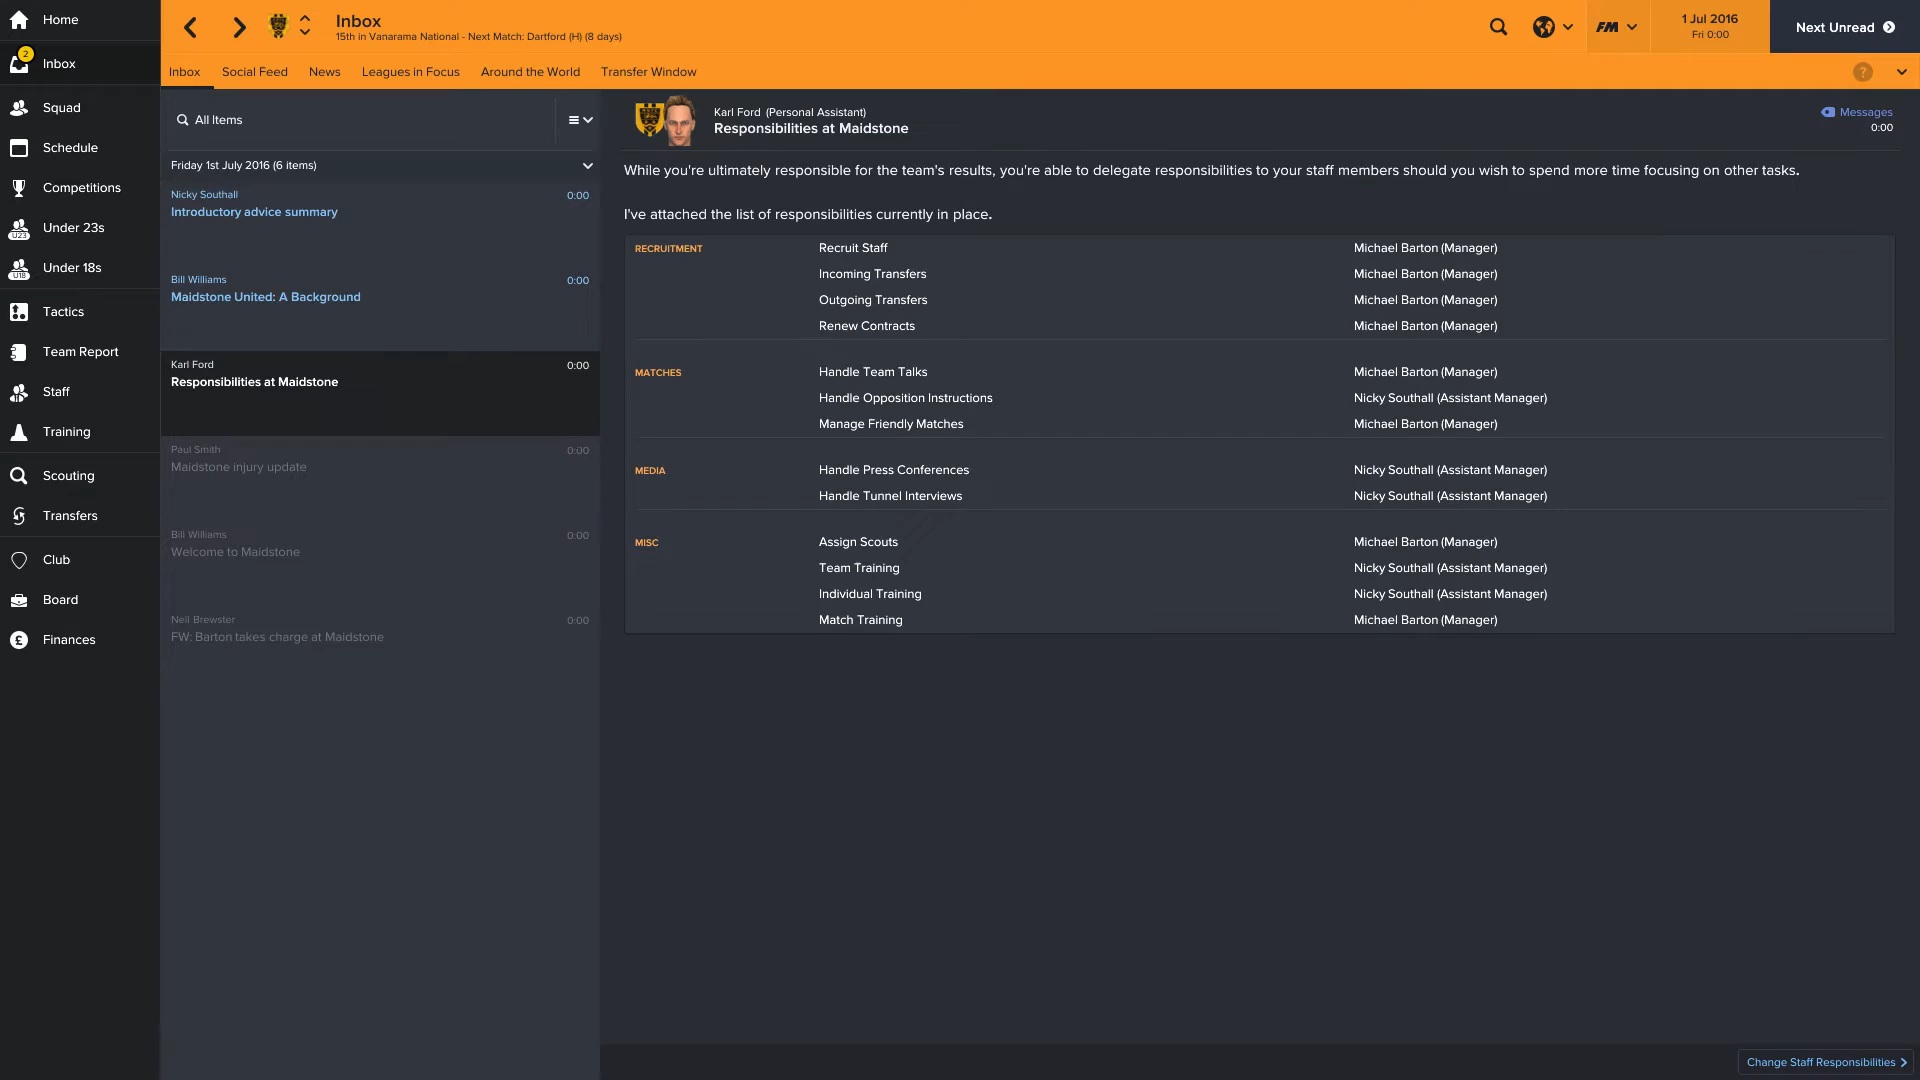 Home
2
Inbox
Squad
Schedule
Competitions
U23
Under 23s
U18
Under 18s
Tactics
Team Report
Staff
Training
Scouting
Transfers
Club
Board
£
Finances
Inbox
15th in Vanarama National - Next Match: Dartford (H) (8 days)
FM
1 Jul 2016
Fri 0:00
Next Unread
Inbox
Social Feed
News
Leagues in Focus
Around the World
Transfer Window
?
All Items
Friday 1st July 2016 (6 items)
Nicky Southall 0:00
Introductory advice summary
Bill Williams 0:00
Maidstone United: A Background
Karl Ford 0:00
Responsibilities at Maidstone
Paul Smith 0:00
Maidstone injury update
Bill Williams 0:00
Welcome to Maidstone
Neil Brewster 0:00
FW: Barton takes charge at Maidstone
Karl Ford (Personal Assistant)
Responsibilities at Maidstone
Messages
0:00
While you're ultimately responsible for the team's results, you're able to delegate responsibilities to your staff members should you wish to spend more time focusing on other tasks.
I've attached the list of responsibilities currently in place.
RECRUITMENT Recruit Staff Michael Barton (Manager)
Incoming Transfers Michael Barton (Manager)
Outgoing Transfers Michael Barton (Manager)
Renew Contracts Michael Barton (Manager)
MATCHES Handle Team Talks Michael Barton (Manager)
Handle Opposition Instructions Nicky Southall (Assistant Manager)
Manage Friendly Matches Michael Barton (Manager)
MEDIA Handle Press Conferences Nicky Southall (Assistant Manager)
Handle Tunnel Interviews Nicky Southall (Assistant Manager)
MISC Assign Scouts Michael Barton (Manager)
Team Training Nicky Southall (Assistant Manager)
Individual Training Nicky Southall (Assistant Manager)
Match Training Michael Barton (Manager)
Change Staff Responsibilities